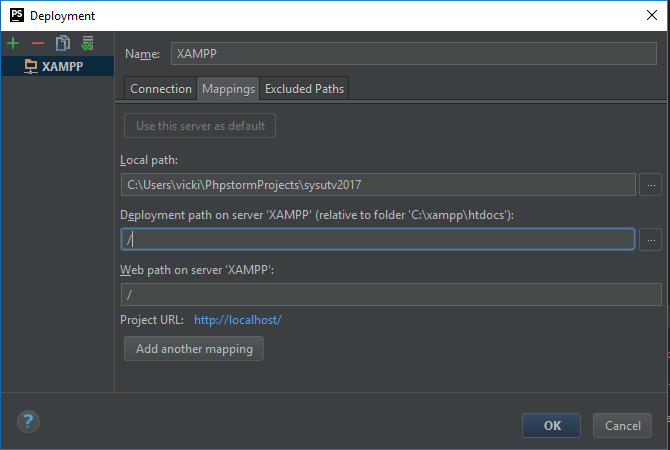 PS Deployment
XAMPP
Name: XAMPP
Connection Mappings Excluded Paths
Use this server as default
Local path:
C:\Users\vicki\PhpstormProjects\sysutv2017
...
Deployment path on server 'XAMPP' (relative to folder 'C:\xampp\htdocs'):
/
...
Web path on server 'XAMPP':
/
Project URL: http://localhost/
Add another mapping
?
OK Cancel